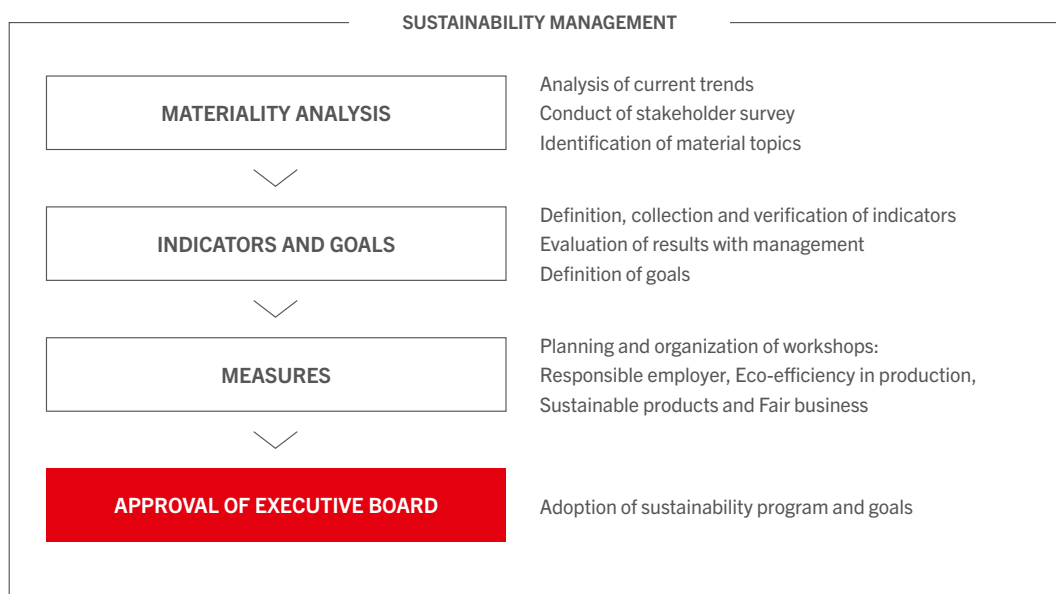 SUSTAINABILITY MANAGEMENT
MATERIALITY ANALYSIS
Analysis of current trends
Conduct of stakeholder survey
Identification of material topics
INDICATORS AND GOALS
Definition, collection and verification of indicators
Evaluation of results with management
Definition of goals
MEASURES
Planning and organization of workshops:
Responsible employer, Eco-efficiency in production,
Sustainable products and Fair business
APPROVAL OF EXECUTIVE BOARD
Adoption of sustainability program and goals